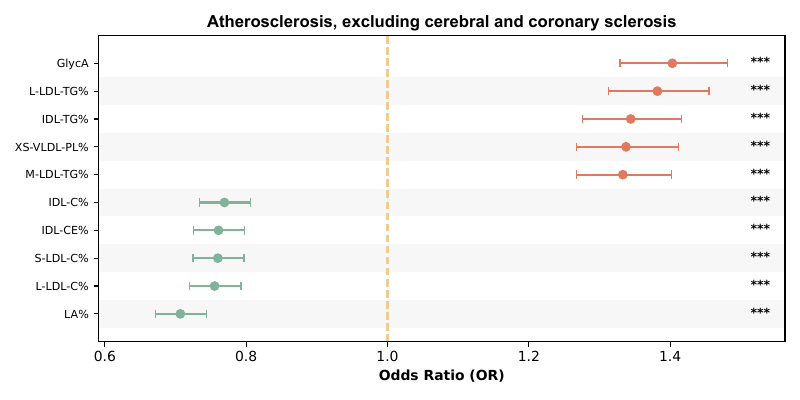 Atherosclerosis, excluding cerebral and coronary sclerosis
GlycA ***
L-LDL-TG% ***
IDL-TG% ***
XS-VLDL-PL% ***
M-LDL-TG% ***
IDL-C% ***
IDL-CE% ***
S-LDL-C% ***
L-LDL-C% ***
LA% ***
0.6 0.8 1.0 1.2 1.4
Odds Ratio (OR)